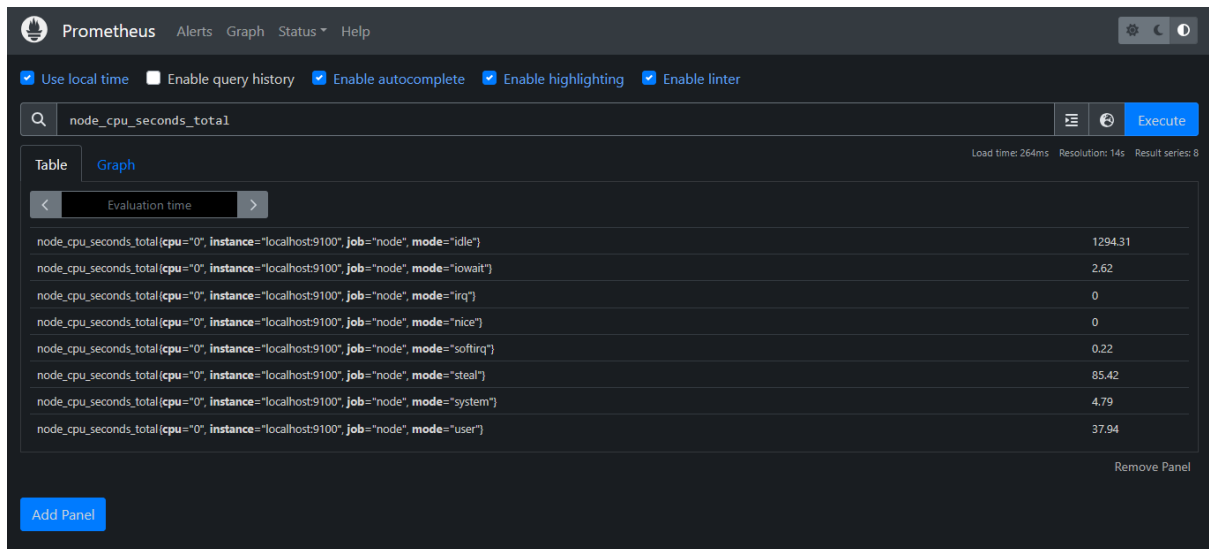 Prometheus Alerts Graph Status Help
Use local time Enable query history Enable autocomplete Enable highlighting Enable linter
node_cpu_seconds_total Execute
Table Graph Load time: 264ms Resolution: 14s Result series: 8
Evaluation time
node_cpu_seconds_total{cpu="0", instance="localhost:9100", job="node", mode="idle"} 1294.31
node_cpu_seconds_total{cpu="0", instance="localhost:9100", job="node", mode="iowait"} 2.62
node_cpu_seconds_total{cpu="0", instance="localhost:9100", job="node", mode="irq"} 0
node_cpu_seconds_total{cpu="0", instance="localhost:9100", job="node", mode="nice"} 0
node_cpu_seconds_total{cpu="0", instance="localhost:9100", job="node", mode="softirq"} 0.22
node_cpu_seconds_total{cpu="0", instance="localhost:9100", job="node", mode="steal"} 85.42
node_cpu_seconds_total{cpu="0", instance="localhost:9100", job="node", mode="system"} 4.79
node_cpu_seconds_total{cpu="0", instance="localhost:9100", job="node", mode="user"} 37.94
Remove Panel
Add Panel